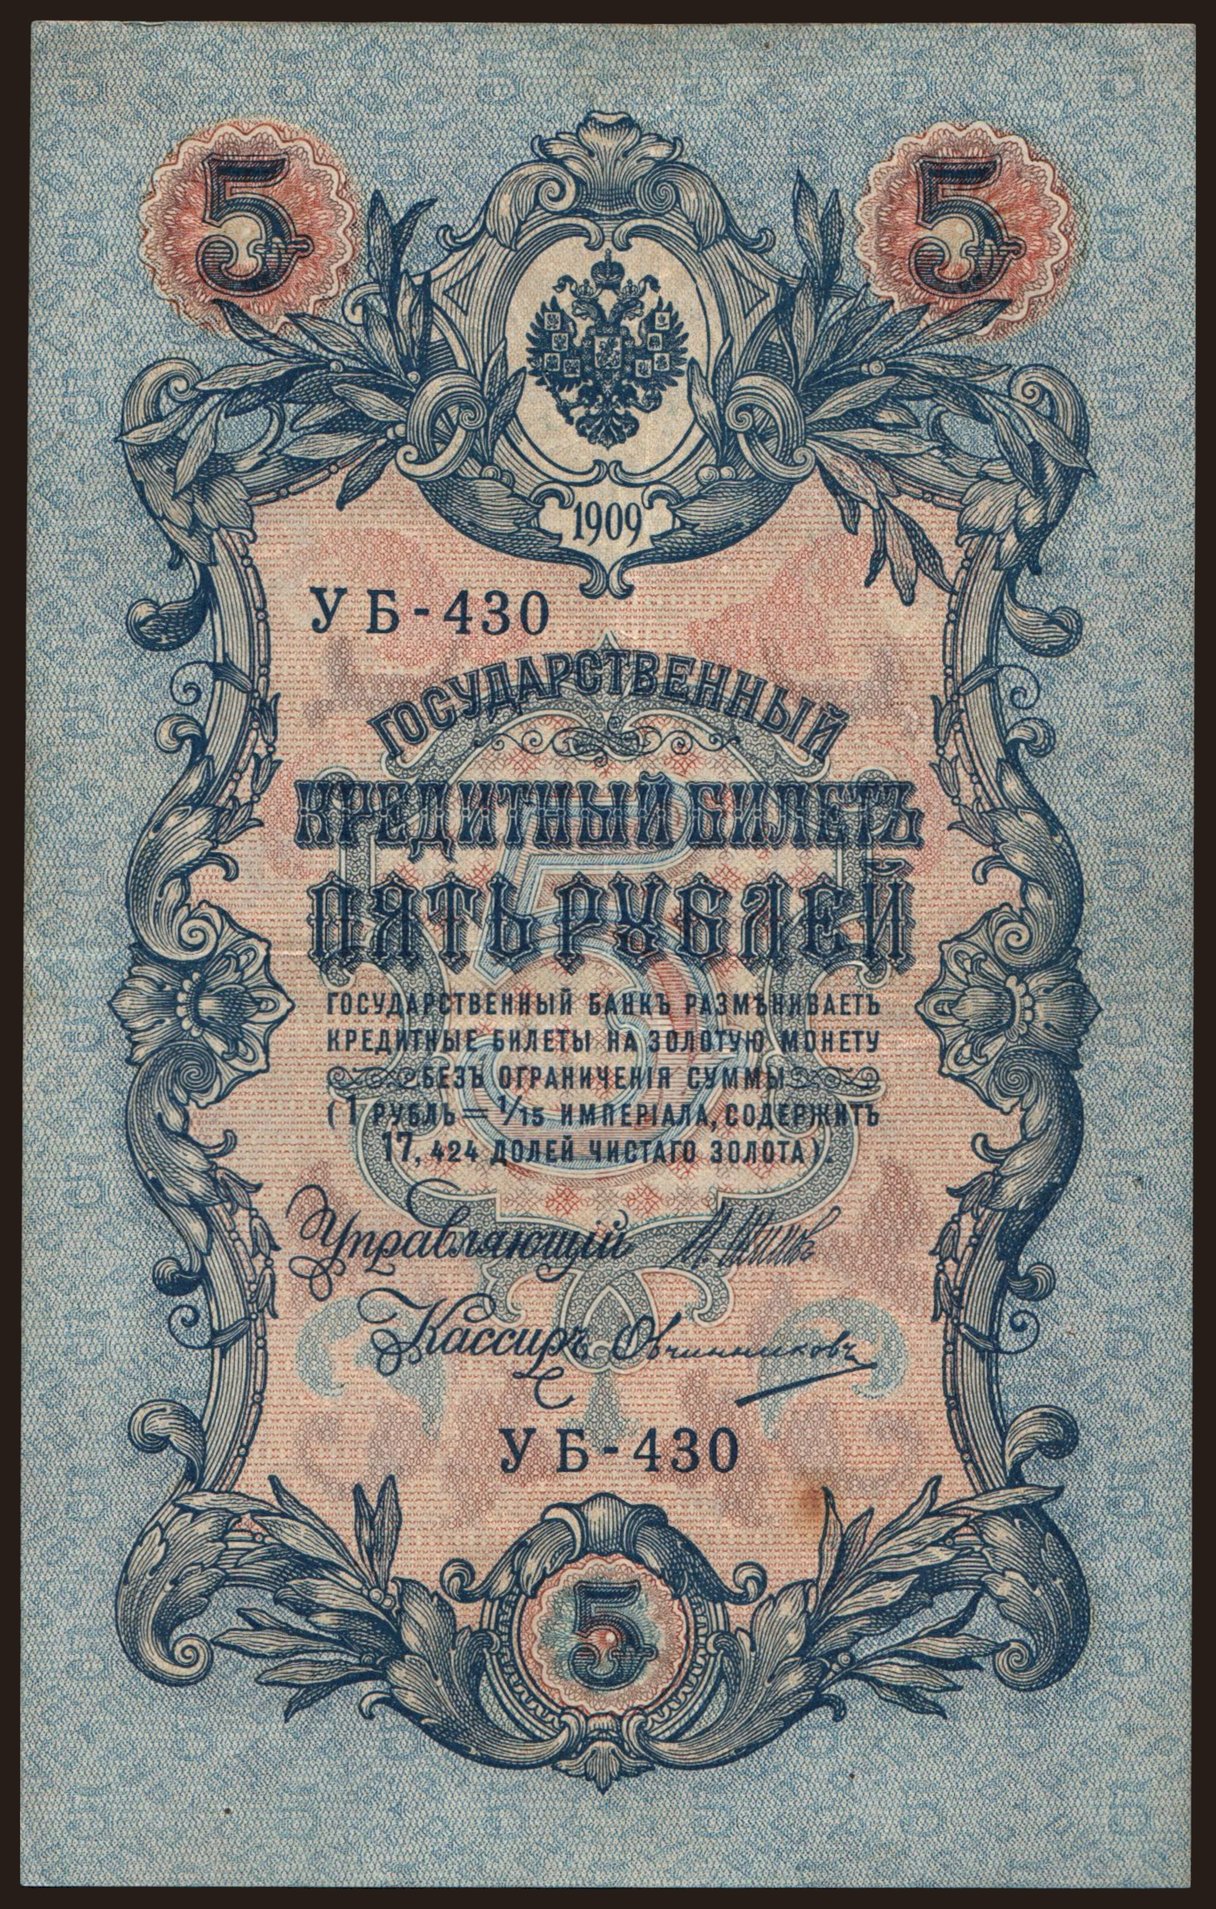 5 5
1909
УБ-430
ГОСУДАРСТВЕННЫЙ
КРЕДИТНЫЙ БИЛЕТЪ
ПЯТЬ РУБЛЕЙ
5
ГОСУДАРСТВЕННЫЙ БАНКЪ РАЗМѢНИВАЕТЪ
КРЕДИТНЫЕ БИЛЕТЫ НА ЗОЛОТУЮ МОНЕТУ
БЕЗЪ ОГРАНИЧЕНІЯ СУММЫ
(1 РУБЛЬ = 1/15 ИМПЕРІАЛА, СОДЕРЖИТЪ
17,424 ДОЛЕЙ ЧИСТАГО ЗОЛОТА).
Управляющій И. Шиповъ
Кассиръ Овчинниковъ
УБ-430
5